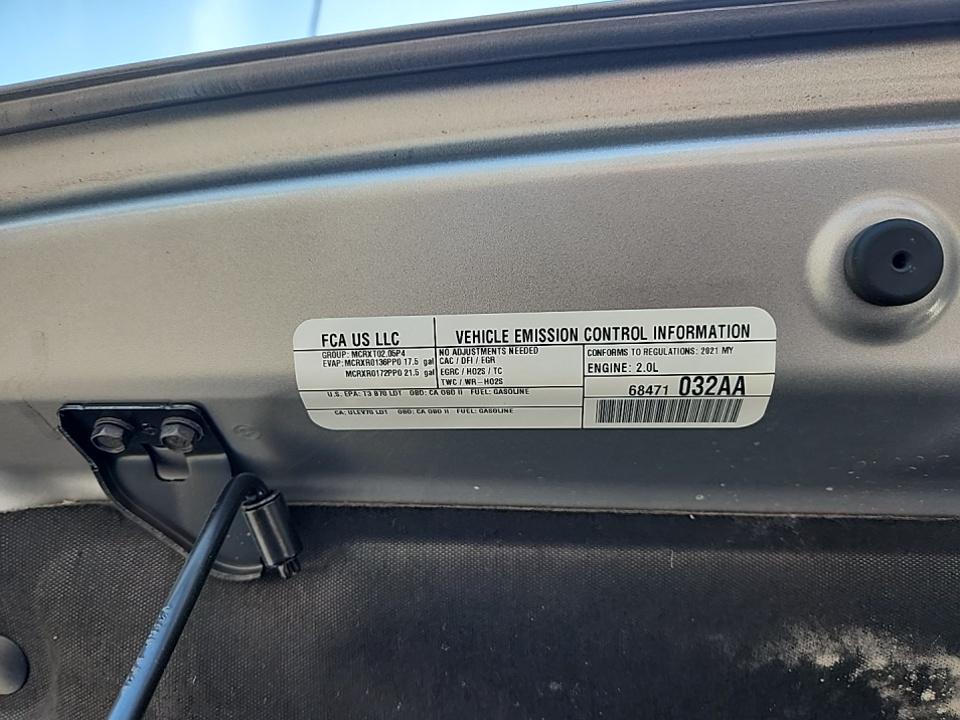 FCA US LLC
VEHICLE EMISSION CONTROL INFORMATION
GROUP: MCRXT02.05P4
EVAP: MCRXR0136PP0 17.5 gal
MCRXR0172PP0 21.5 gal
NO ADJUSTMENTS NEEDED
CAC / DFI / EGR
EGRC / HO2S / TC
TWC / WR-HO2S
CONFORMS TO REGULATIONS: 2021 MY
ENGINE: 2.0L
68471 032AA
U.S. EPA: T3 B70 LD1 OBD: CA OBD II FUEL: GASOLINE
CA: ULEV70 LD1 OBD: CA OBD II FUEL: GASOLINE